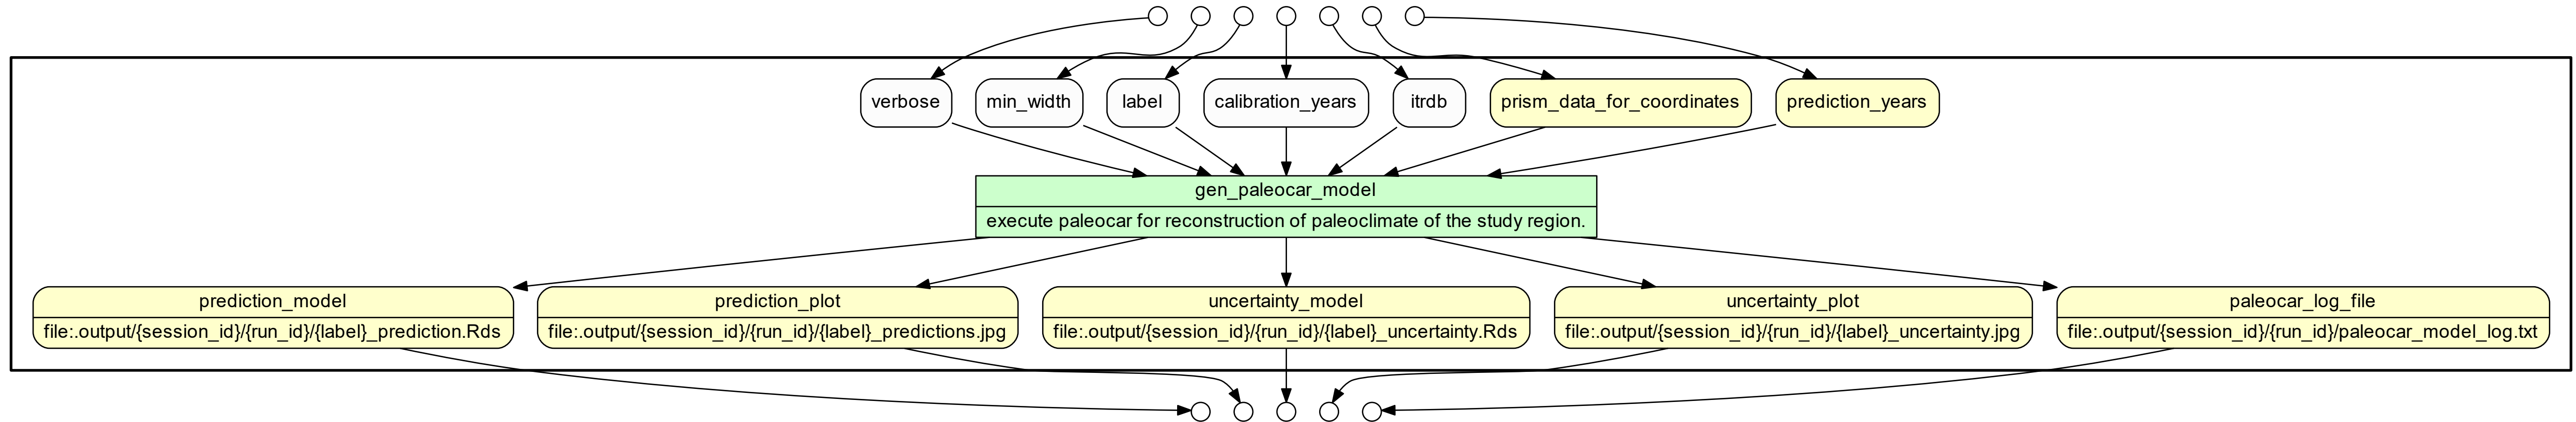 verbose
min_width
label
calibration_years
itrdb
prism_data_for_coordinates
prediction_years
gen_paleocar_model
execute paleocar for reconstruction of paleoclimate of the study region.
prediction_model
file:.output/{session_id}/{run_id}/{label}_prediction.Rds
prediction_plot
file:.output/{session_id}/{run_id}/{label}_predictions.jpg
uncertainty_model
file:.output/{session_id}/{run_id}/{label}_uncertainty.Rds
uncertainty_plot
file:.output/{session_id}/{run_id}/{label}_uncertainty.jpg
paleocar_log_file
file:.output/{session_id}/{run_id}/paleocar_model_log.txt